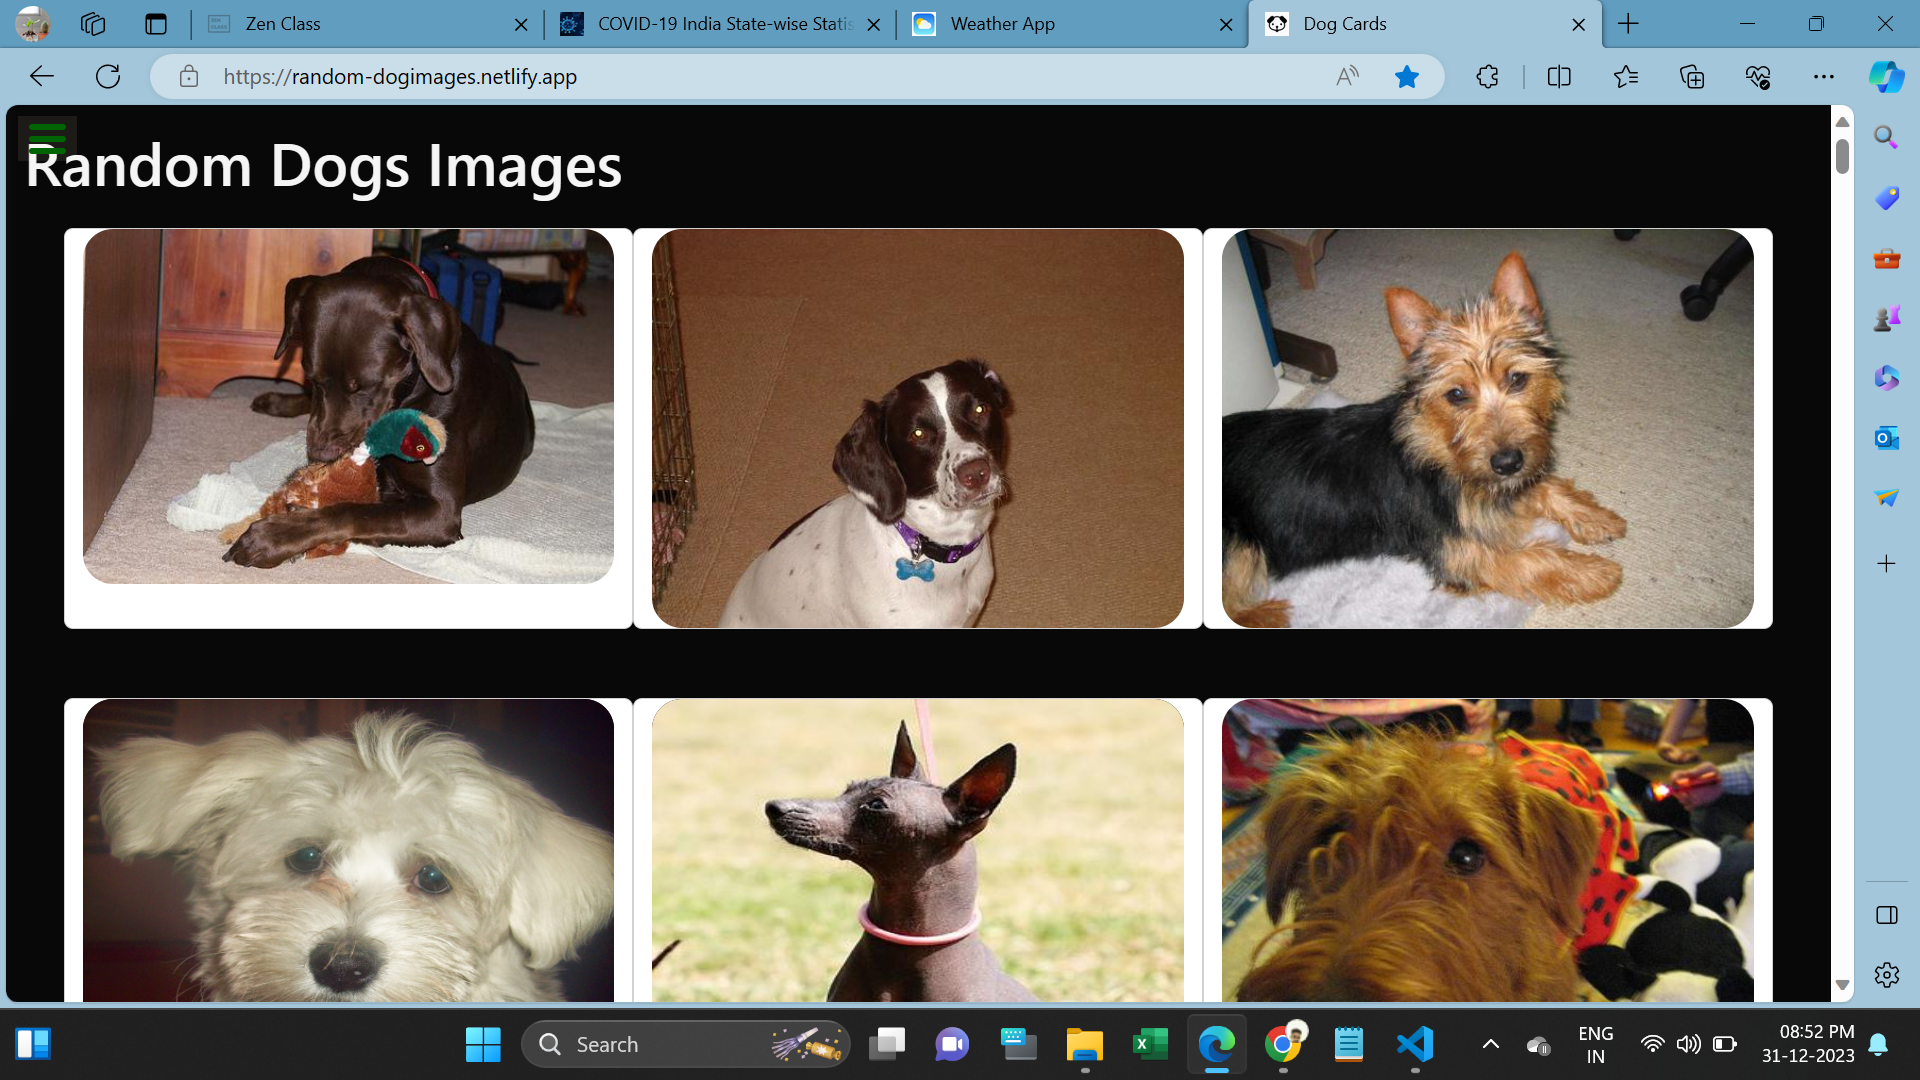 Zen Class
COVID-19 India State-wise Statis
Weather App
Dog Cards
https://random-dogimages.netlify.app
Random Dogs Images
Search
ENG
IN
08:52 PM
31-12-2023